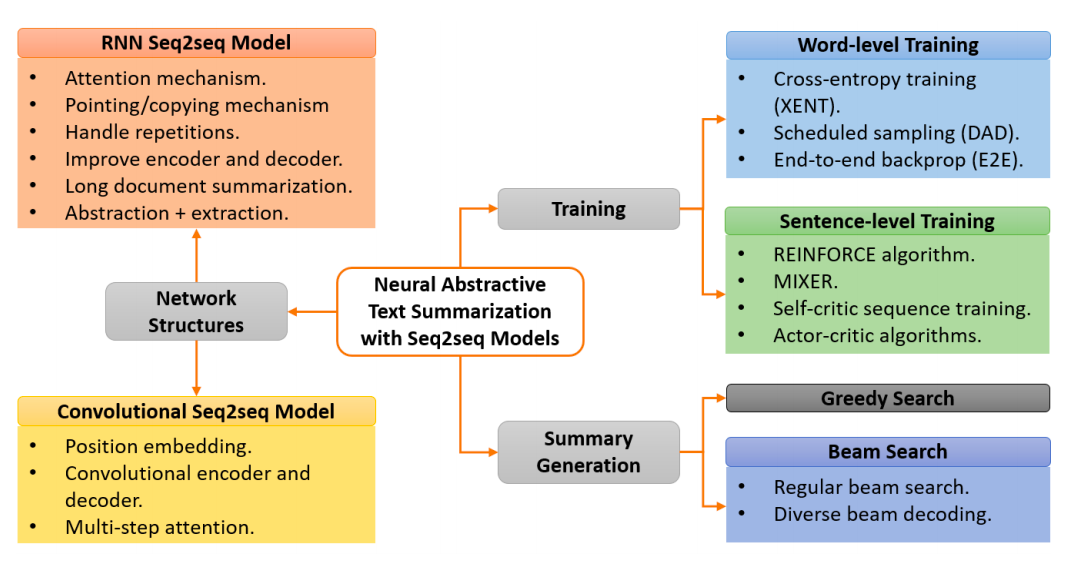 RNN Seq2seq Model
• Attention mechanism.
• Pointing/copying mechanism
• Handle repetitions.
• Improve encoder and decoder.
• Long document summarization.
• Abstraction + extraction.
Network
Structures
Convolutional Seq2seq Model
• Position embedding.
• Convolutional encoder and
decoder.
• Multi-step attention.
Neural Abstractive
Text Summarization
with Seq2seq Models
Training
Word-level Training
• Cross-entropy training
(XENT).
• Scheduled sampling (DAD).
• End-to-end backprop (E2E).
Sentence-level Training
• REINFORCE algorithm.
• MIXER.
• Self-critic sequence training.
• Actor-critic algorithms.
Summary
Generation
Greedy Search
Beam Search
• Regular beam search.
• Diverse beam decoding.